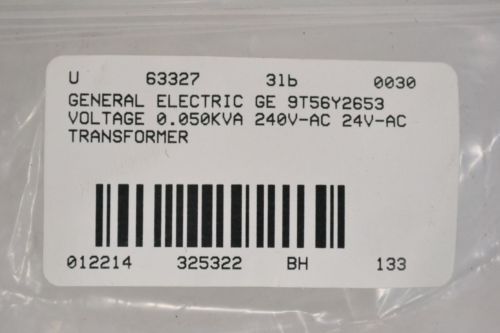 U 63327 31b 0030
GENERAL ELECTRIC GE 9T56Y2653
VOLTAGE 0.050KVA 240V-AC 24V-AC
TRANSFORMER
012214 325322 BH 133